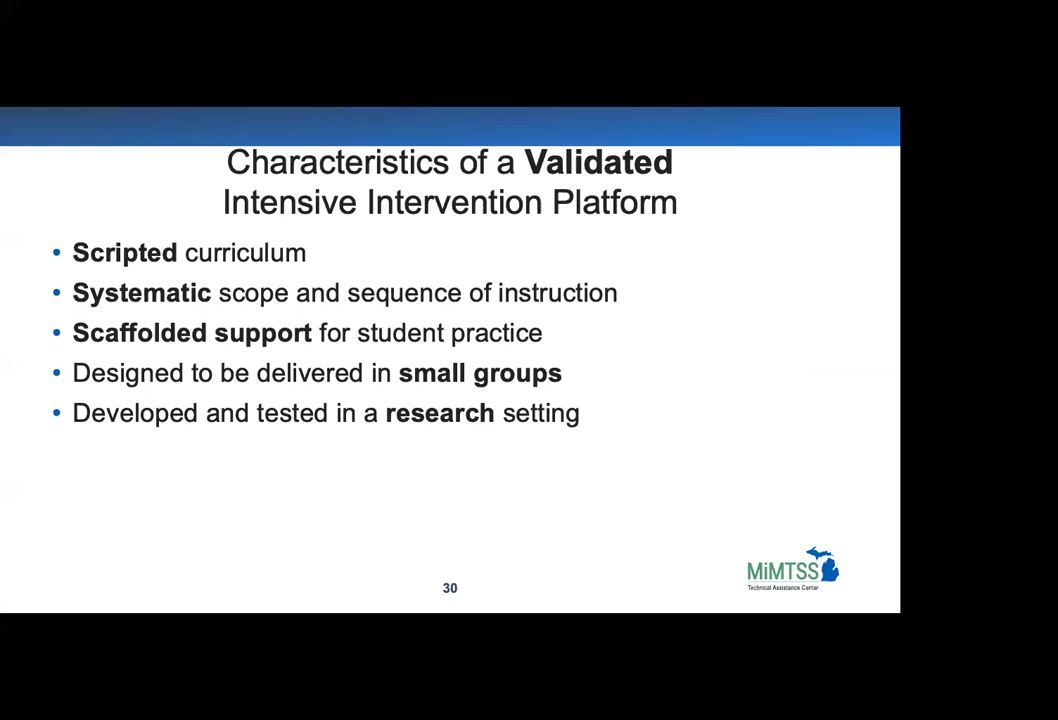 Characteristics of a Validated
Intensive Intervention Platform
• Scripted curriculum
• Systematic scope and sequence of instruction
• Scaffolded support for student practice
• Designed to be delivered in small groups
• Developed and tested in a research setting
30
MiMTSS
Technical Assistance Center